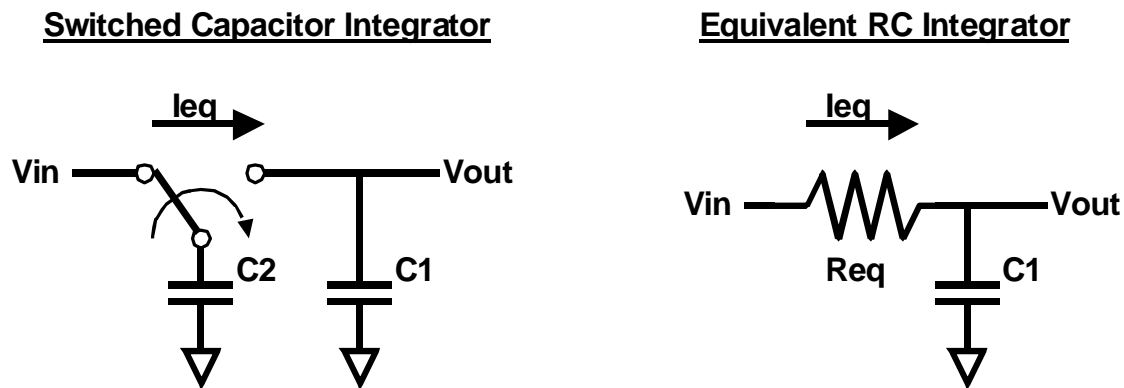 Switched Capacitor Integrator
Ieq
Vin
Vout
C2
C1
Equivalent RC Integrator
Ieq
Vin
Vout
Req
C1